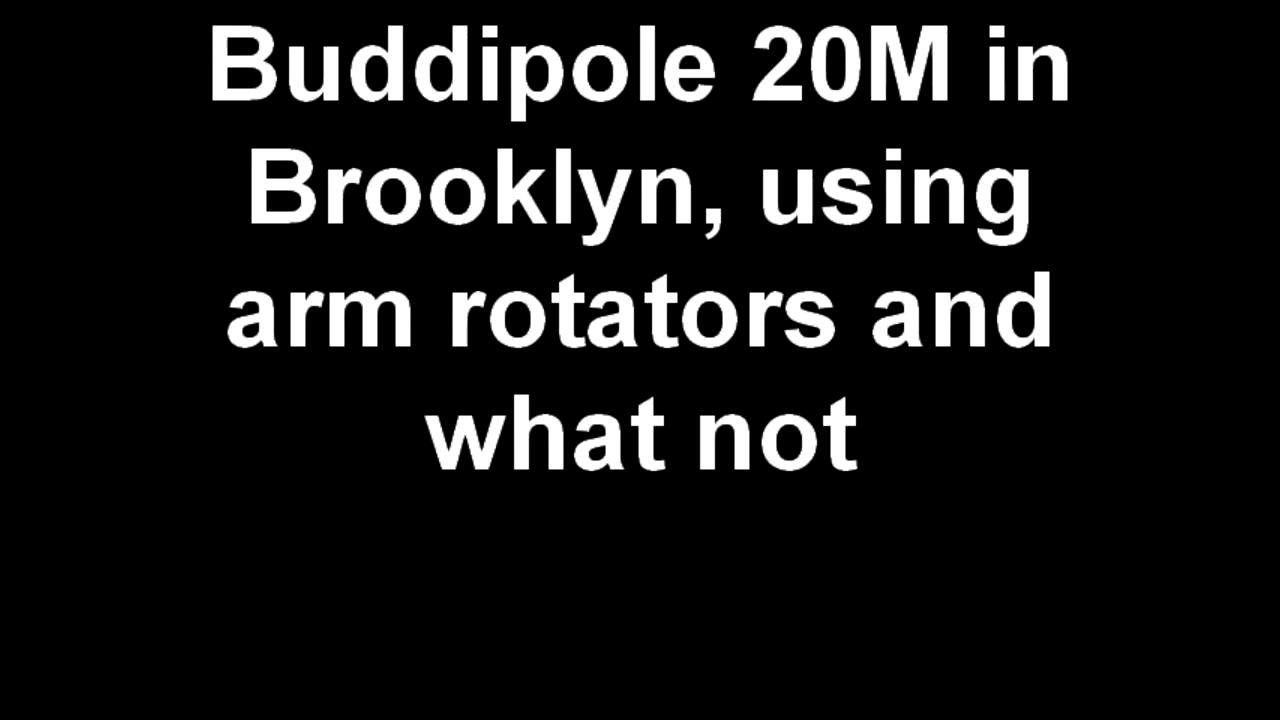 Buddipole 20M in
Brooklyn, using
arm rotators and
what not